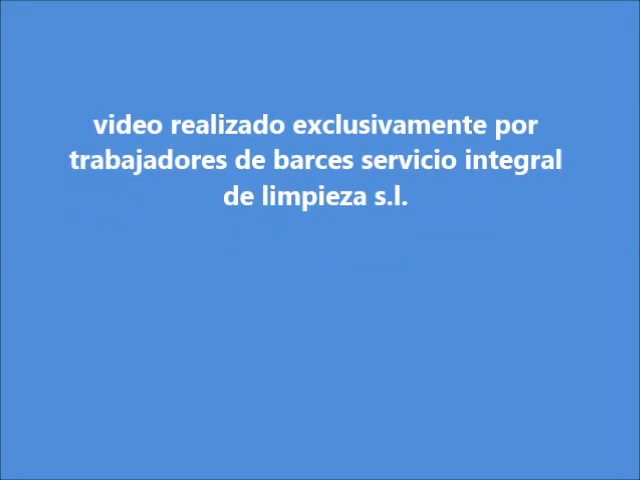 video realizado exclusivamente por
trabajadores de barces servicio integral
de limpieza s.l.